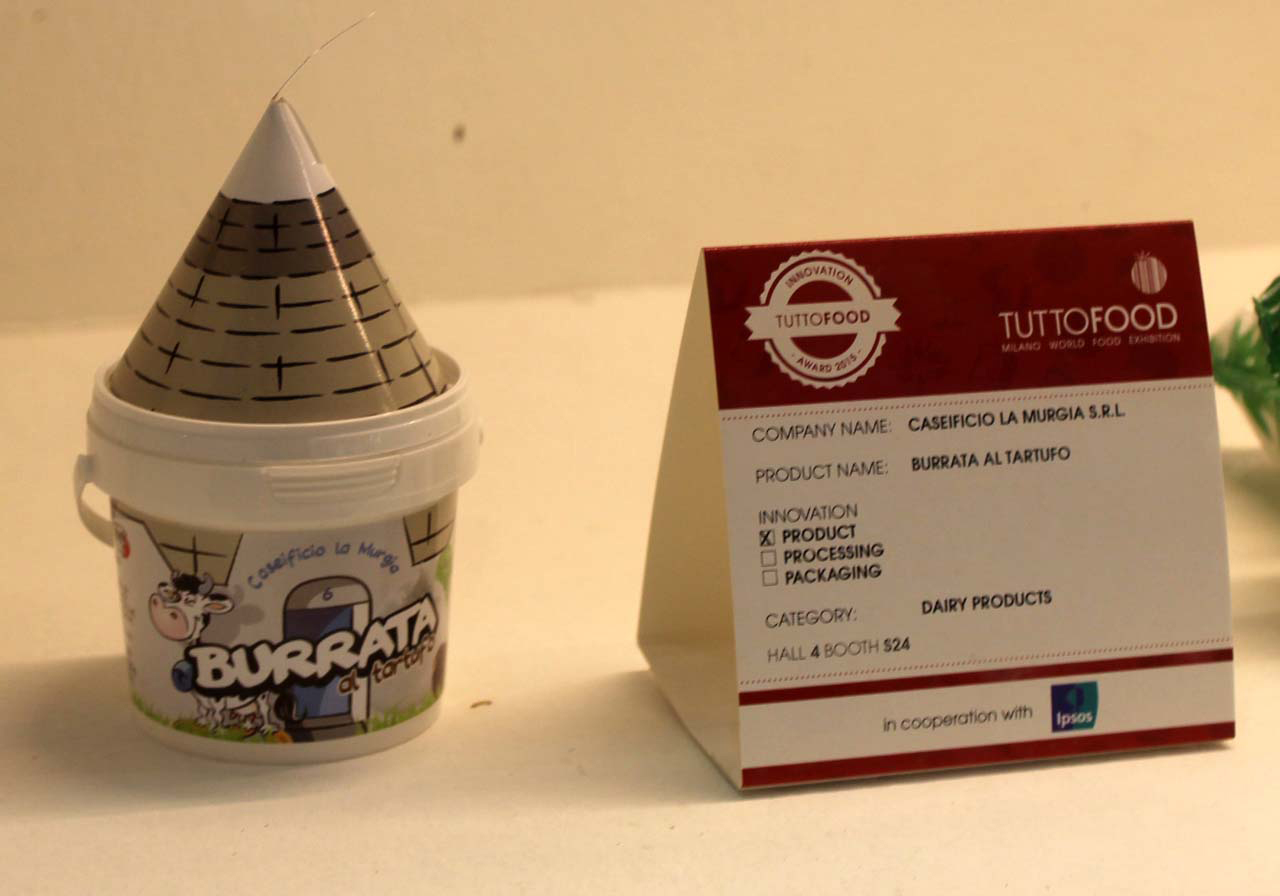 Caseificio la Murgia
6
BURRATA
al tartufo
INNOVATION
TUTTOFOOD
AWARD 2015
TUTTOFOOD
MILANO WORLD FOOD EXHIBITION
COMPANY NAME: CASEIFICIO LA MURGIA S.R.L.
PRODUCT NAME: BURRATA AL TARTUFO
INNOVATION
X PRODUCT
PROCESSING
PACKAGING
CATEGORY: DAIRY PRODUCTS
HALL 4 BOOTH S24
in cooperation with Ipsos